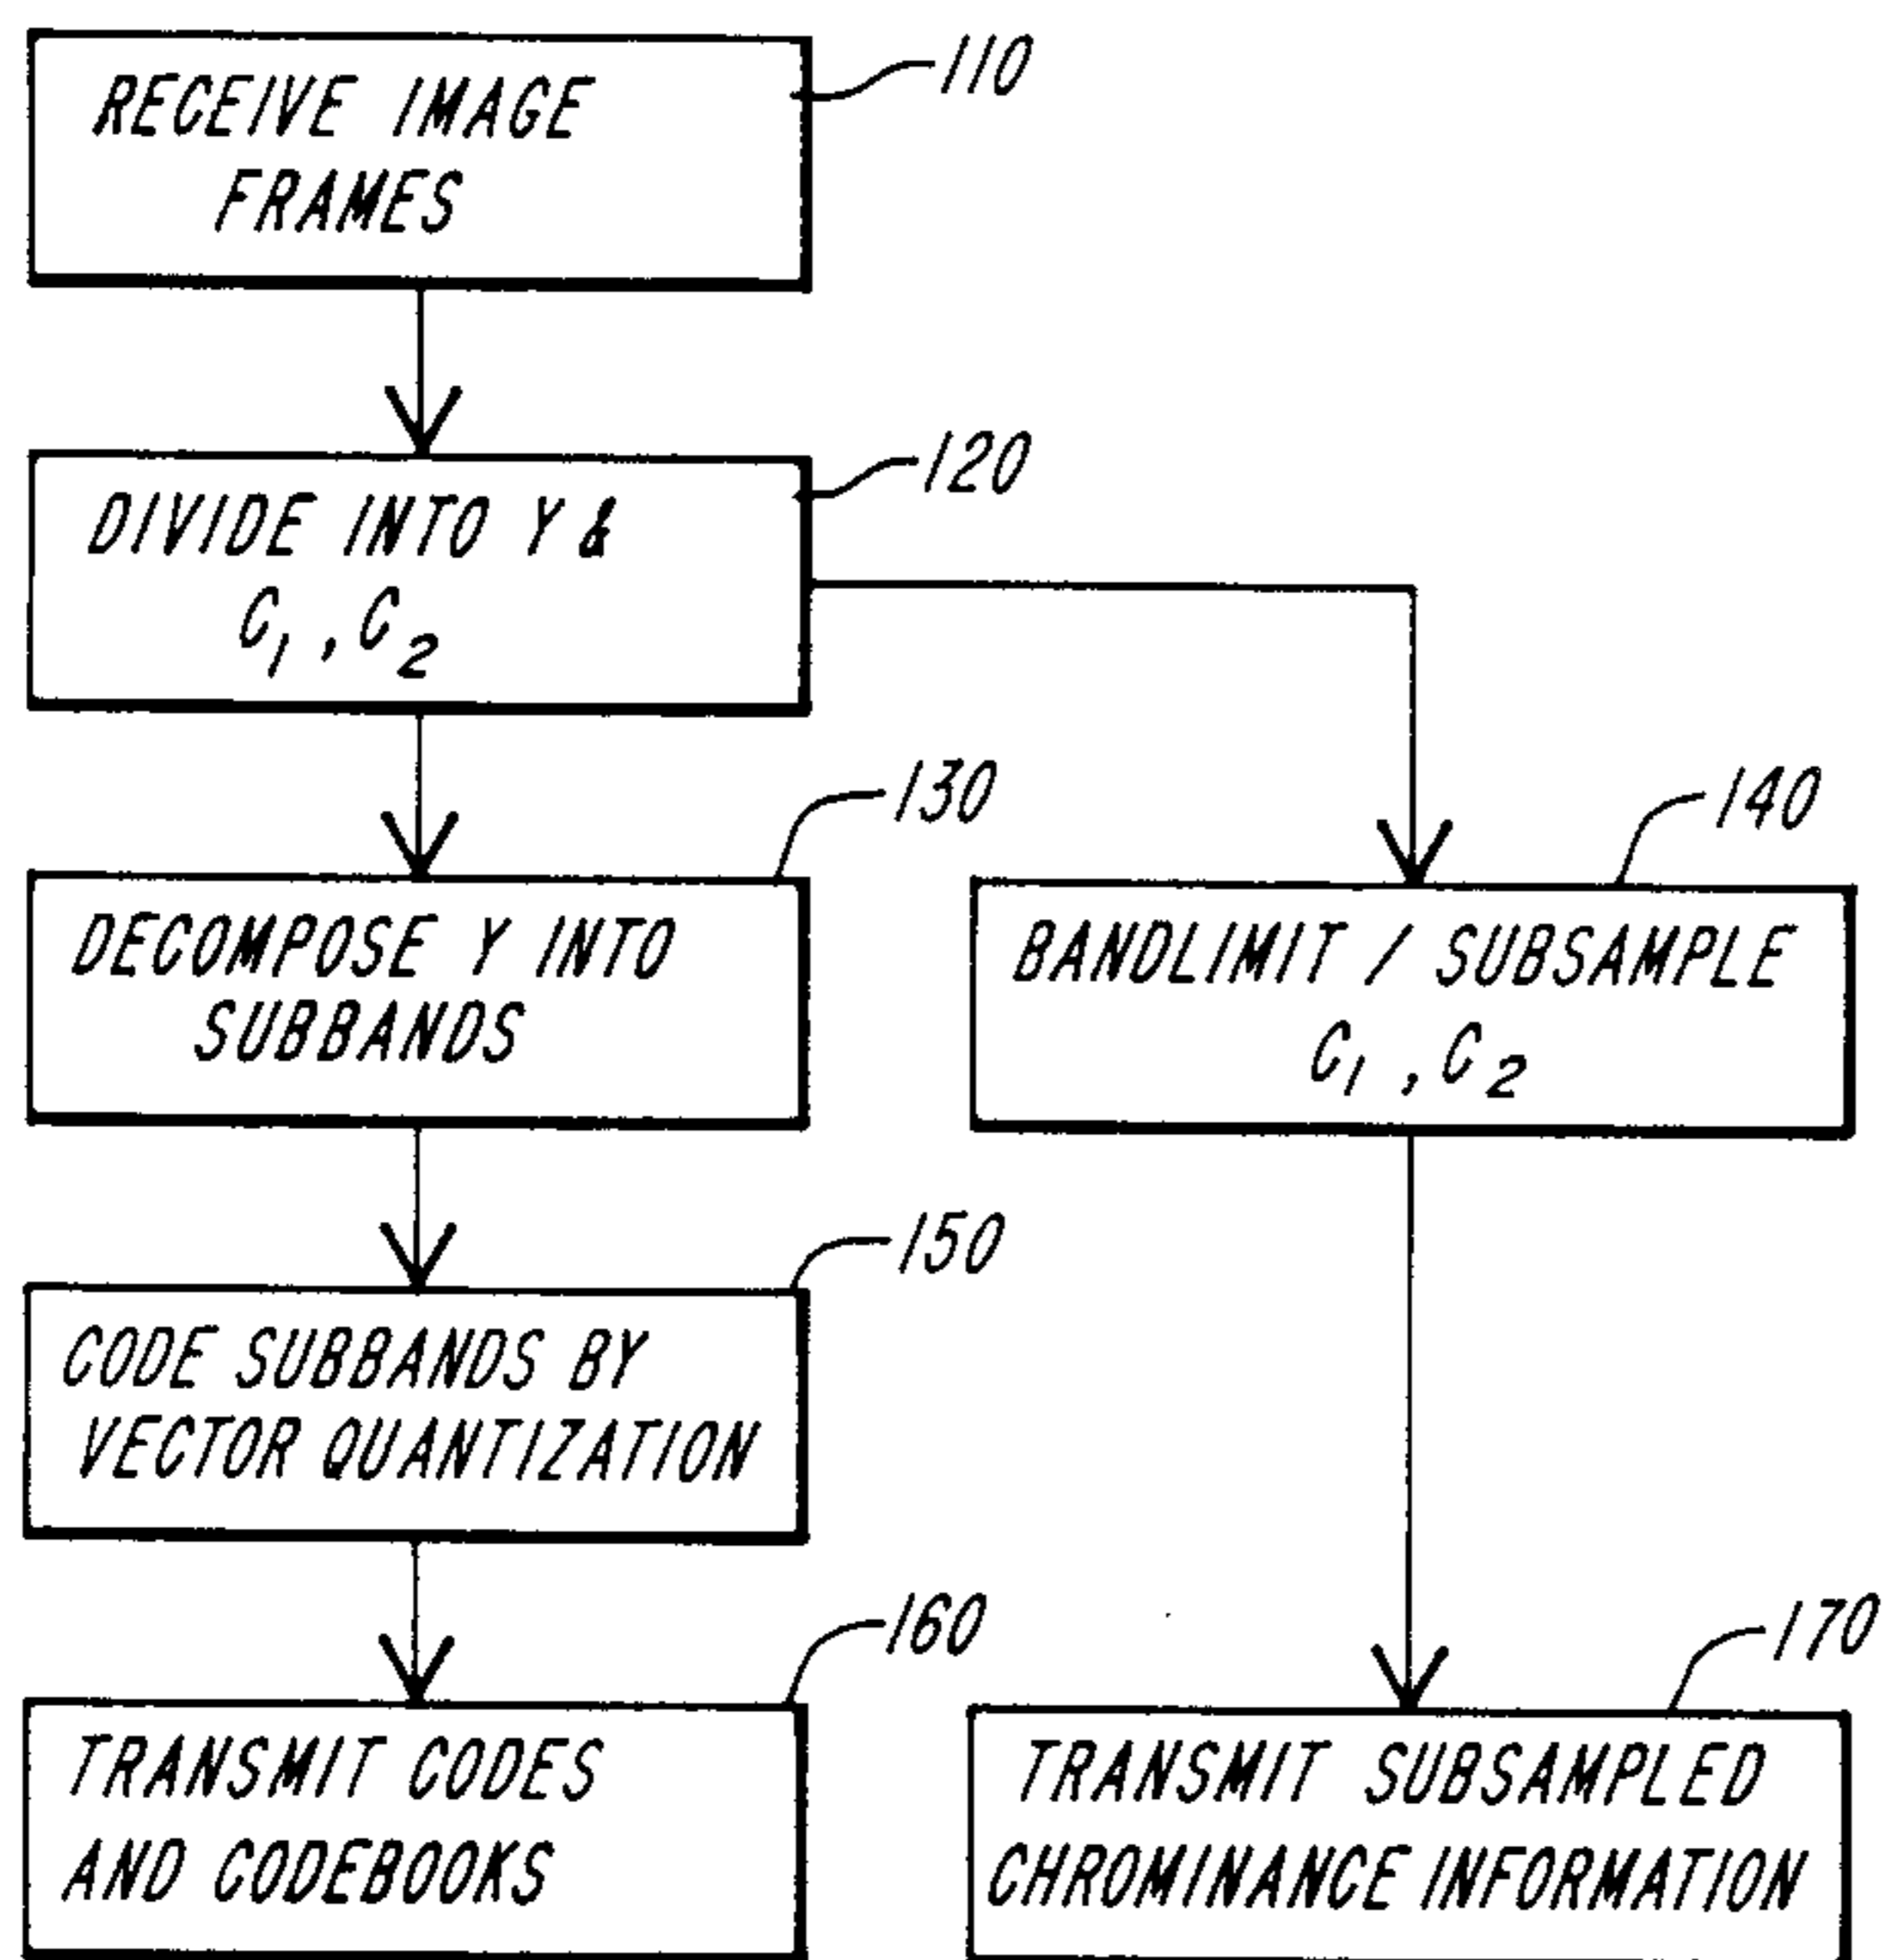 RECEIVE IMAGE
FRAMES
110
DIVIDE INTO Y &
C1, C2
120
DECOMPOSE Y INTO
SUBBANDS
130
BANDLIMIT / SUBSAMPLE
C1, C2
140
CODE SUBBANDS BY
VECTOR QUANTIZATION
150
TRANSMIT CODES
AND CODEBOOKS
160
TRANSMIT SUBSAMPLED
CHROMINANCE INFORMATION
170